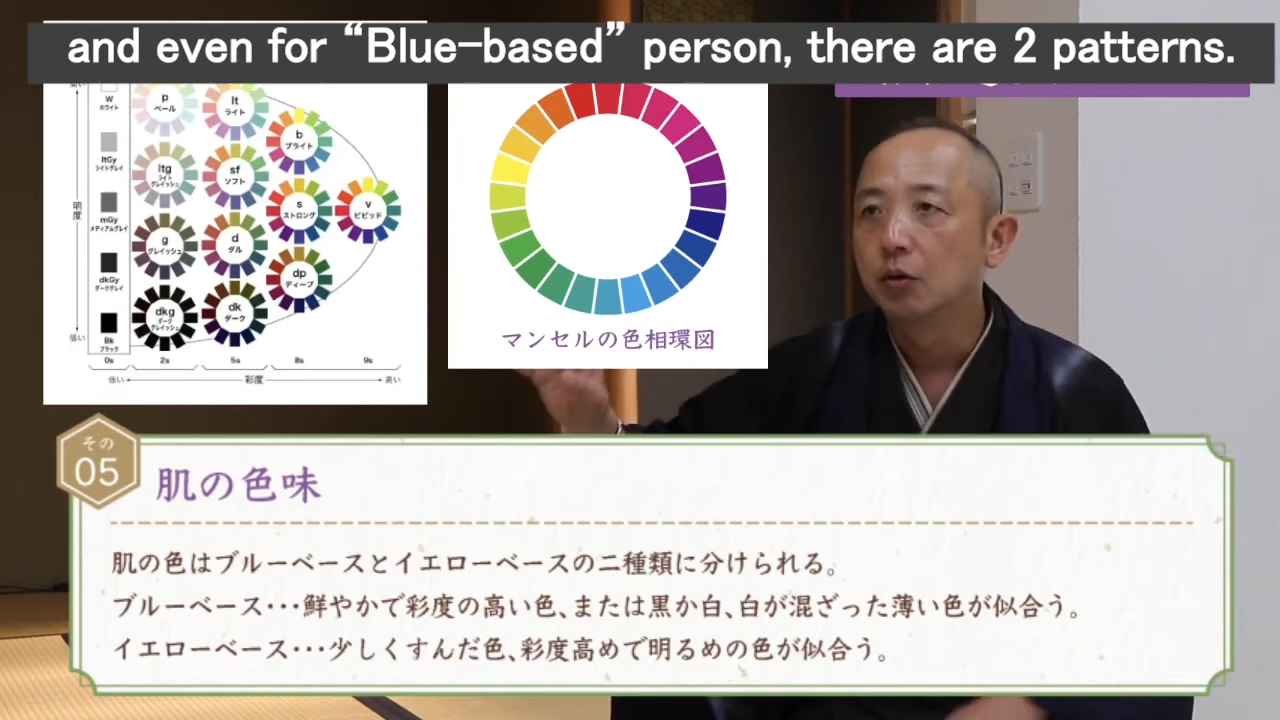 and even for “Blue-based” person, there are 2 patterns.
W
ホワイト
p
ペール
lt
ライト
b
ブライト
ltGy
ライトグレイ
ltg
ライト
グレイッシュ
sf
ソフト
明度
mGy
メディアムグレイ
s
ストロング
v
ビビッド
g
グレイッシュ
d
ダル
dkGy
ダークグレイ
dp
ディープ
dkg
ダーク
グレイッシュ
dk
ダーク
低い
Bk
ブラック
0s 2s 5s 8s 9s
低い 彩度 高い
マンセルの色相環図
その
05
肌の色味
肌の色はブルーベースとイエローベースの二種類に分けられる。
ブルーベース･･･鮮やかで彩度の高い色、または黒か白、白が混ざった薄い色が似合う。
イエローベース･･･少しくすんだ色、彩度高めで明るめの色が似合う。